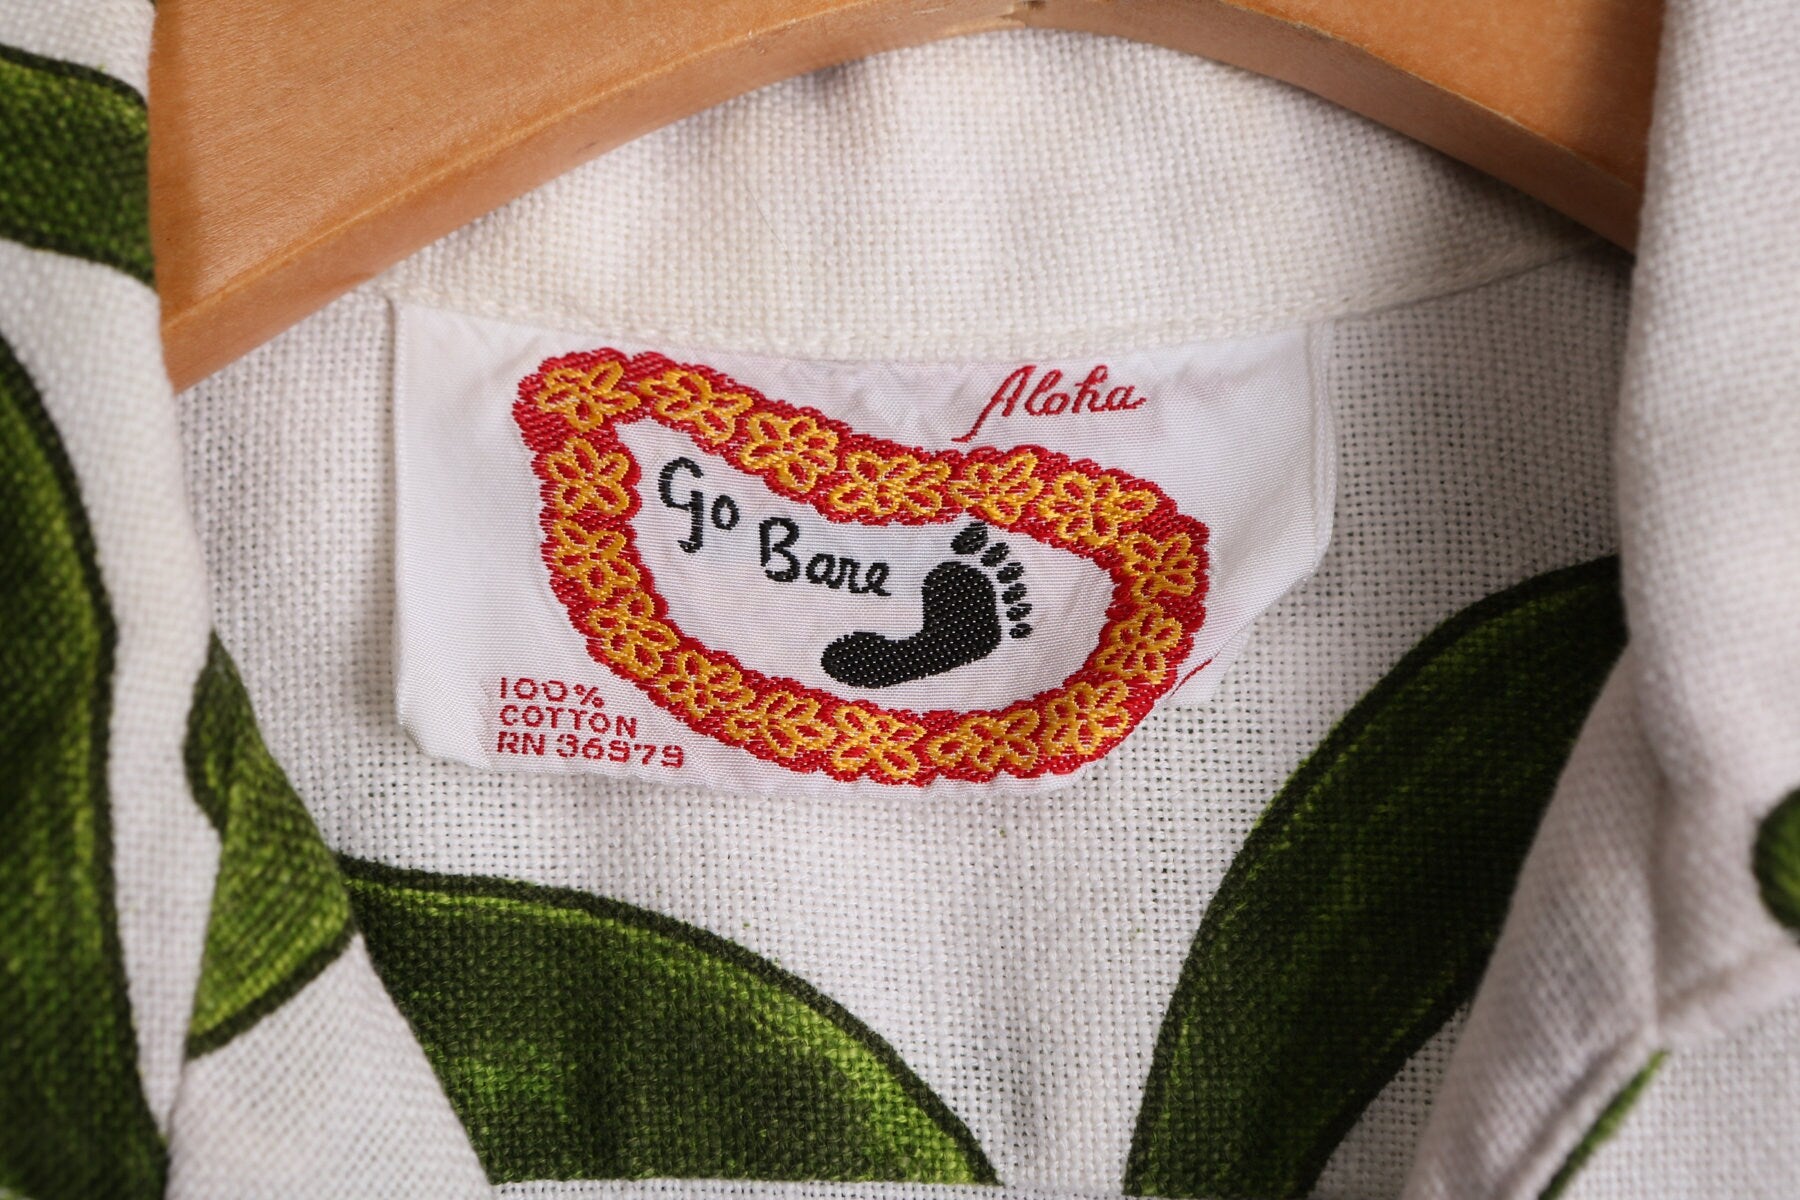 Aloha
Go Bare
100%
COTTON
RN 36979